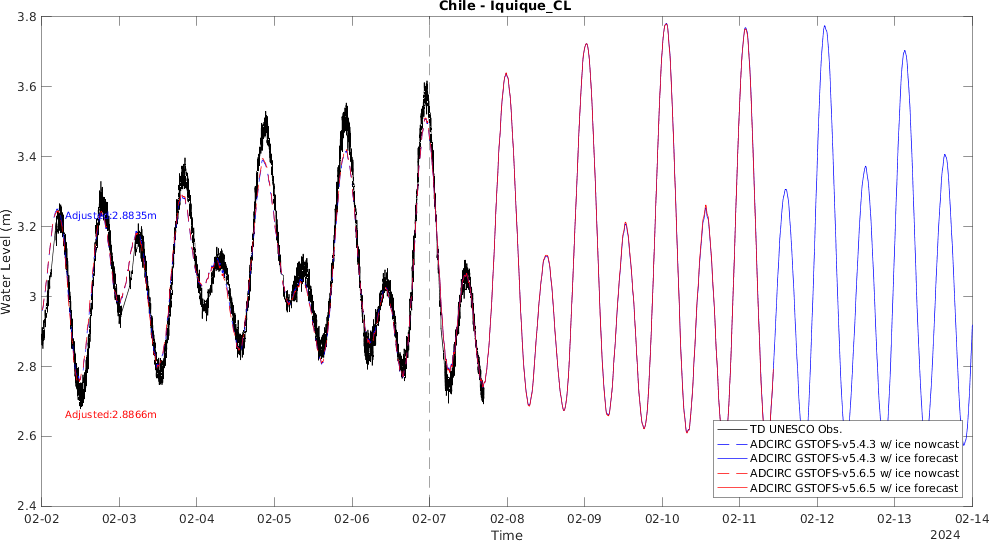 Chile - Iquique_CL
3.8
3.6
3.4
3.2
3
2.8
2.6
2.4
Water Level (m)
Adjusted:2.8835m
Adjusted:2.8866m
TD UNESCO Obs.
ADCIRC GSTOFS-v5.4.3 w/ ice nowcast
ADCIRC GSTOFS-v5.4.3 w/ ice forecast
ADCIRC GSTOFS-v5.6.5 w/ ice nowcast
ADCIRC GSTOFS-v5.6.5 w/ ice forecast
02-02 02-03 02-04 02-05 02-06 02-07 02-08 02-09 02-10 02-11 02-12 02-13 02-14
Time
2024